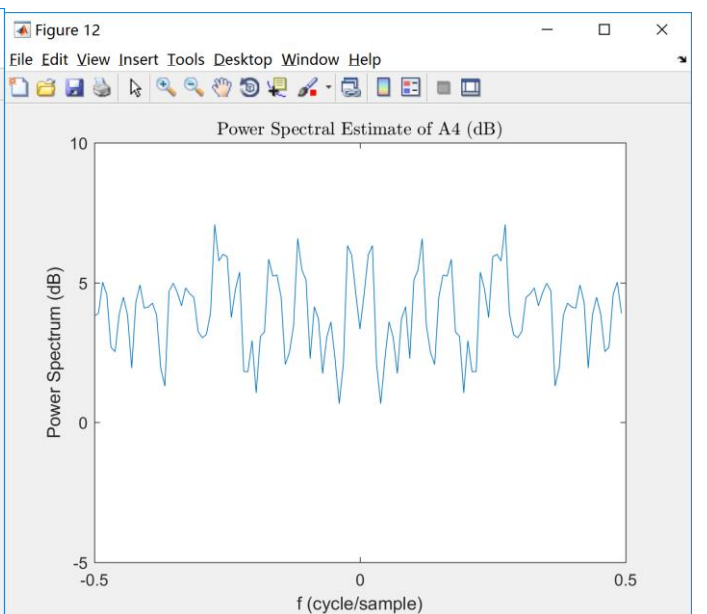 Figure 12
File Edit View Insert Tools Desktop Window Help
Power Spectral Estimate of A4 (dB)
10
5
0
-5
Power Spectrum (dB)
-0.5 0 0.5
f (cycle/sample)